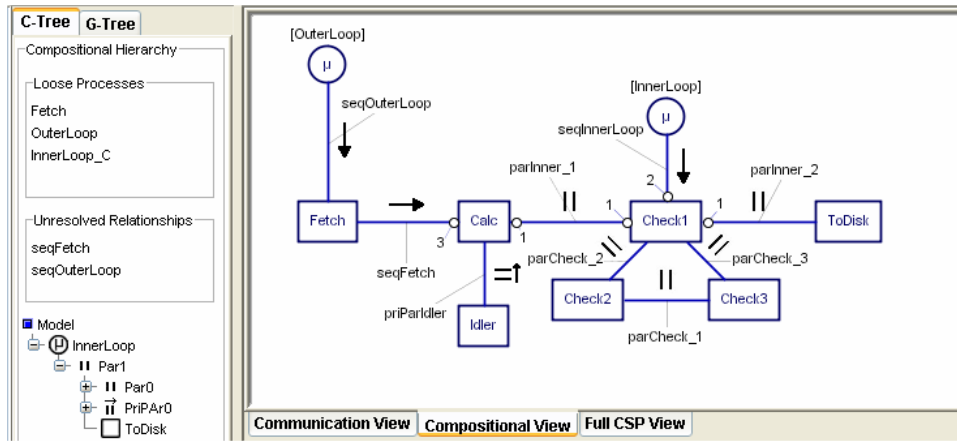 C-Tree
G-Tree
Compositional Hierarchy
Loose Processes
Fetch
OuterLoop
InnerLoop_C
Unresolved Relationships
seqFetch
seqOuterLoop
Model
μ InnerLoop
Par1
Par0
PriPAr0
ToDisk
[OuterLoop]
μ
seqOuterLoop
[InnerLoop]
μ
seqInnerLoop
parInner_1
parInner_2
2
1
1
Fetch
Calc
Check1
ToDisk
3
1
seqFetch
parCheck_2
parCheck_3
priParIdler
Idler
Check2
Check3
parCheck_1
Communication View
Compositional View
Full CSP View